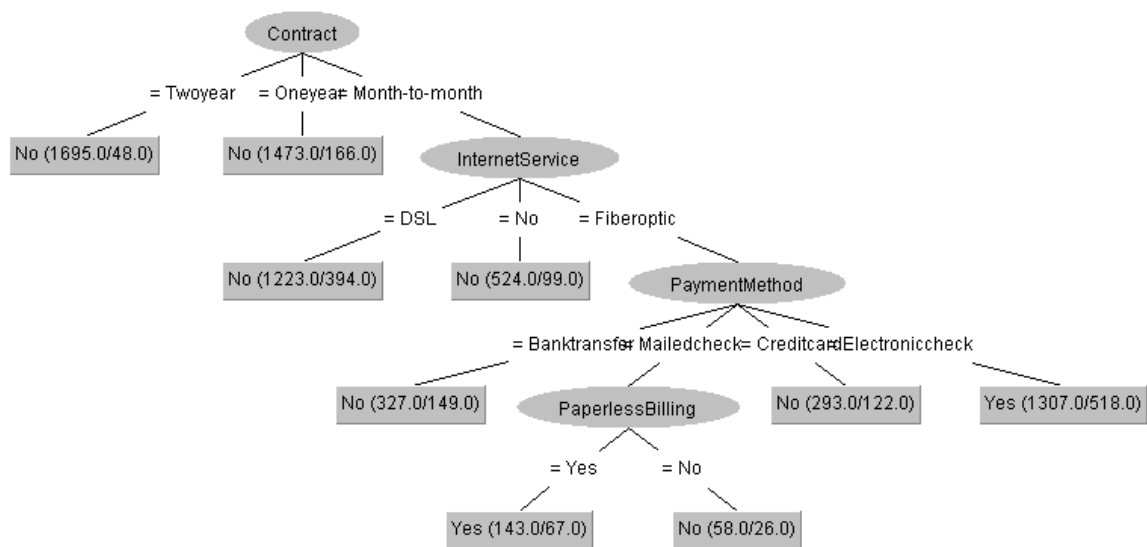 Contract
= Twoyear
= Oneyear
= Month-to-month
No (1695.0/48.0)
No (1473.0/166.0)
InternetService
= DSL
= No
= Fiberoptic
No (1223.0/394.0)
No (524.0/99.0)
PaymentMethod
= Banktransfer
= Mailedcheck
= Creditcard
= Electroniccheck
No (327.0/149.0)
PaperlessBilling
No (293.0/122.0)
Yes (1307.0/518.0)
= Yes
= No
Yes (143.0/67.0)
No (58.0/26.0)